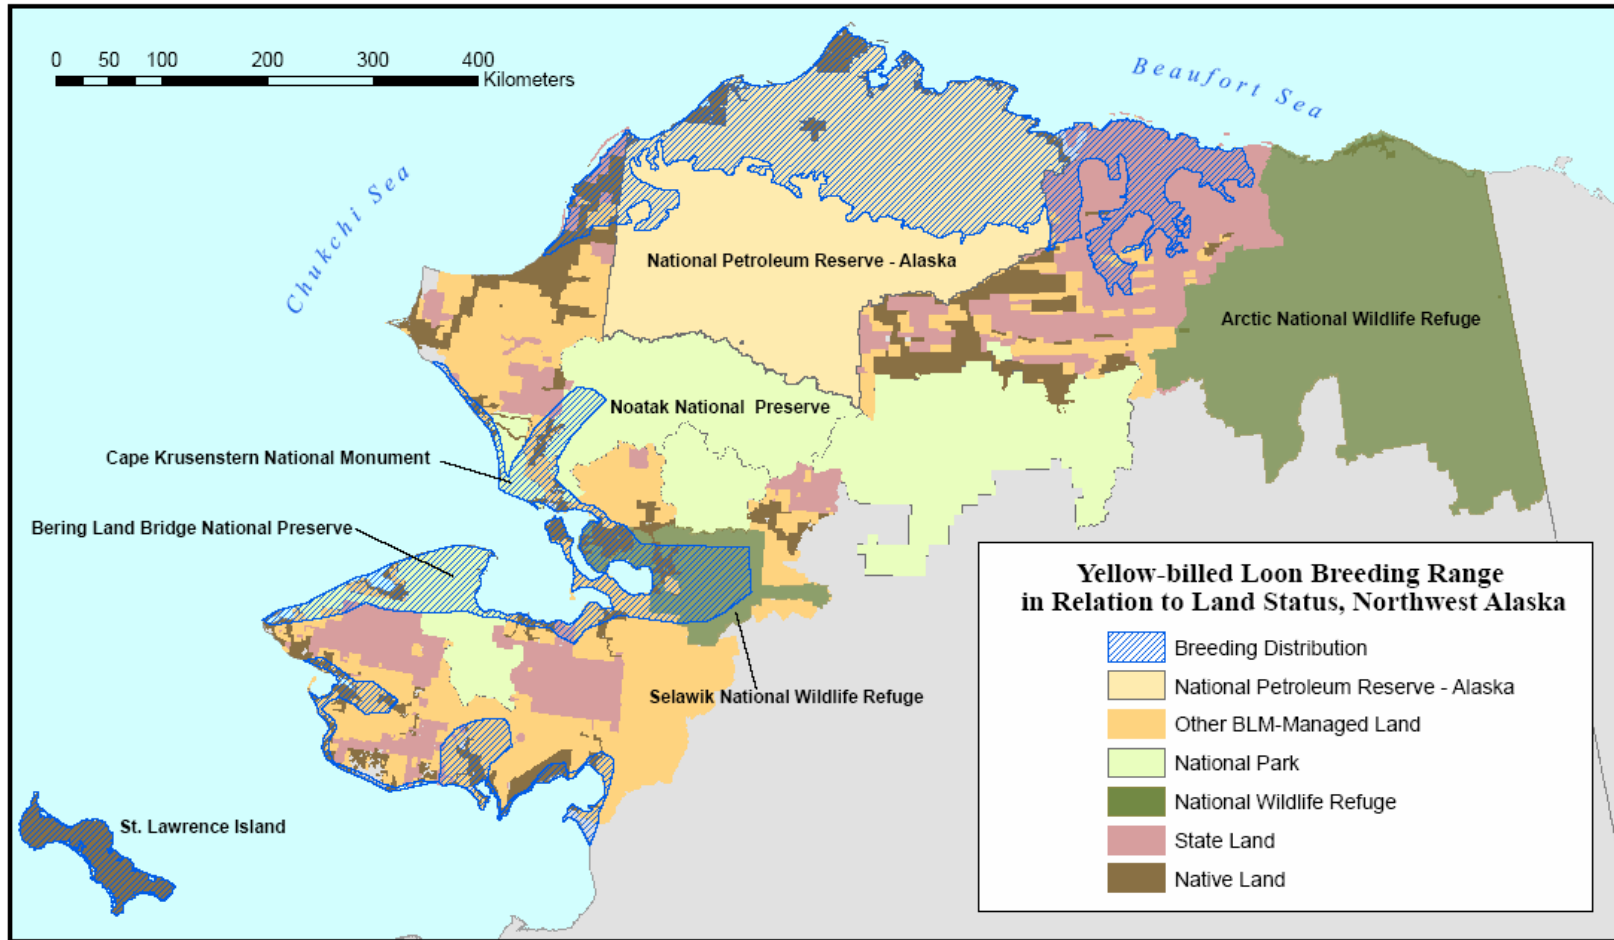 0 50 100 200 300 400
Kilometers
Beaufort Sea
Chukchi Sea
National Petroleum Reserve - Alaska
Arctic National Wildlife Refuge
Noatak National Preserve
Cape Krusenstern National Monument
Bering Land Bridge National Preserve
Selawik National Wildlife Refuge
St. Lawrence Island
Yellow-billed Loon Breeding Range
in Relation to Land Status, Northwest Alaska
Breeding Distribution
National Petroleum Reserve - Alaska
Other BLM-Managed Land
National Park
National Wildlife Refuge
State Land
Native Land